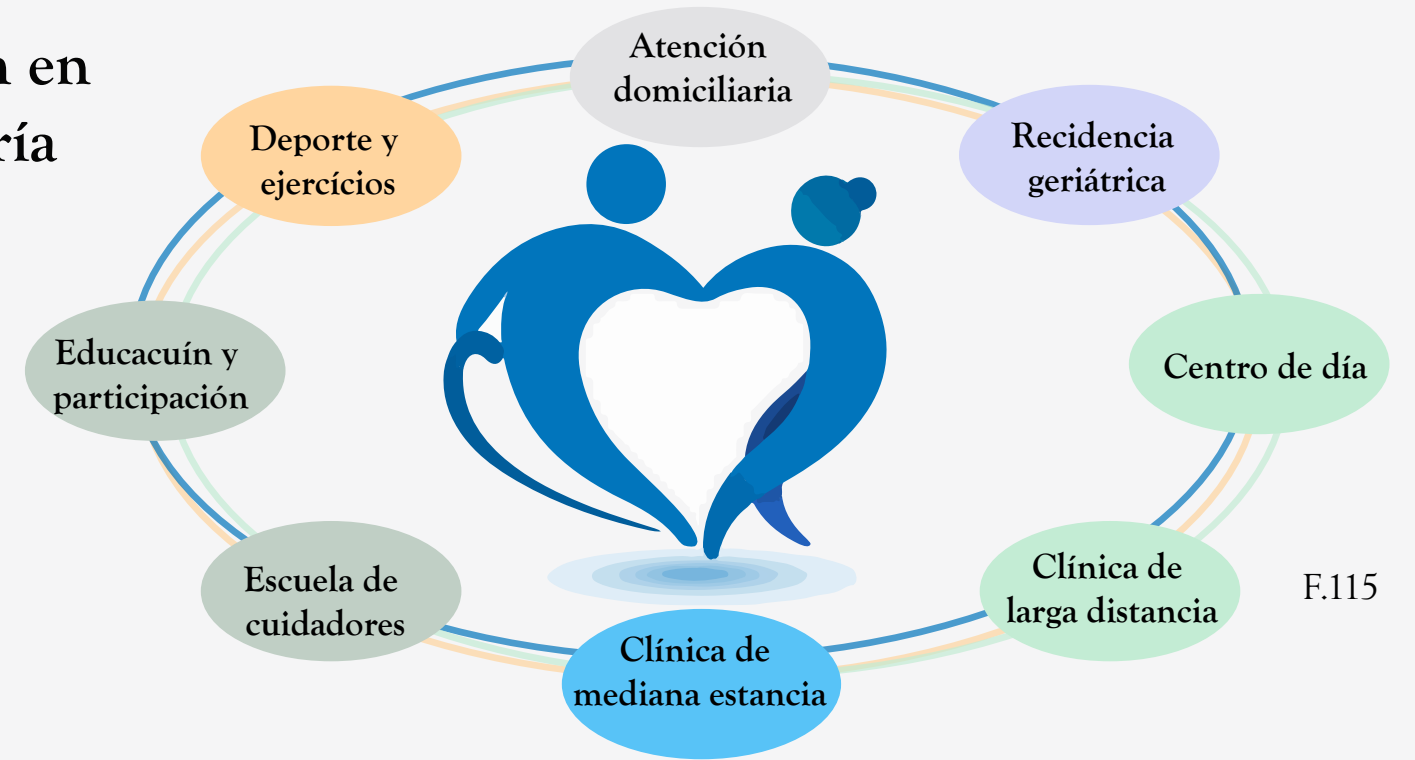 n en
ría
Atención
domiciliaria
Recidencia
geriátrica
Centro de día
Clínica de
larga distancia
F.115
Clínica de
mediana estancia
Escuela de
cuidadores
Educacuín y
participación
Deporte y
ejercícios